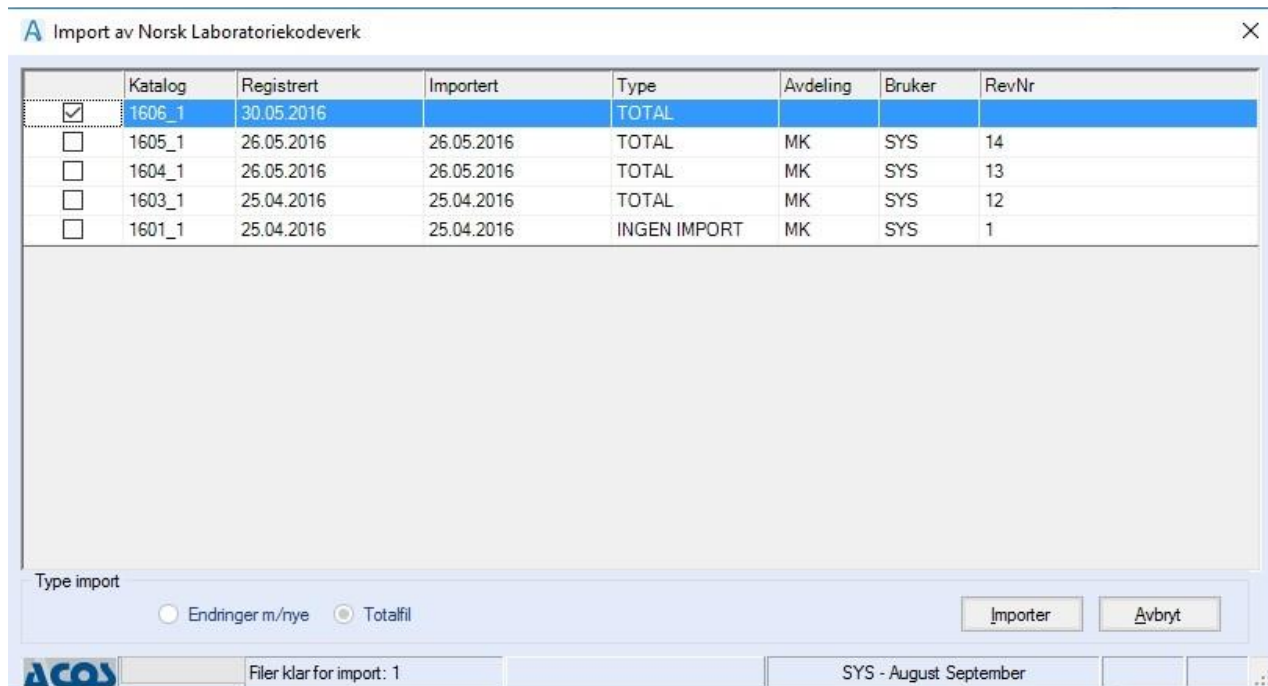 Import av Norsk Laboratoriekodeverk
Katalog Registrert Importert Type Avdeling Bruker RevNr
1606_1 30.05.2016 TOTAL
1605_1 26.05.2016 26.05.2016 TOTAL MK SYS 14
1604_1 26.05.2016 26.05.2016 TOTAL MK SYS 13
1603_1 25.04.2016 25.04.2016 TOTAL MK SYS 12
1601_1 25.04.2016 25.04.2016 INGEN IMPORT MK SYS 1
Type import
Endringer m/nye Totalfil Importer Avbryt
ACOS Filer klar for import: 1 SYS - August September